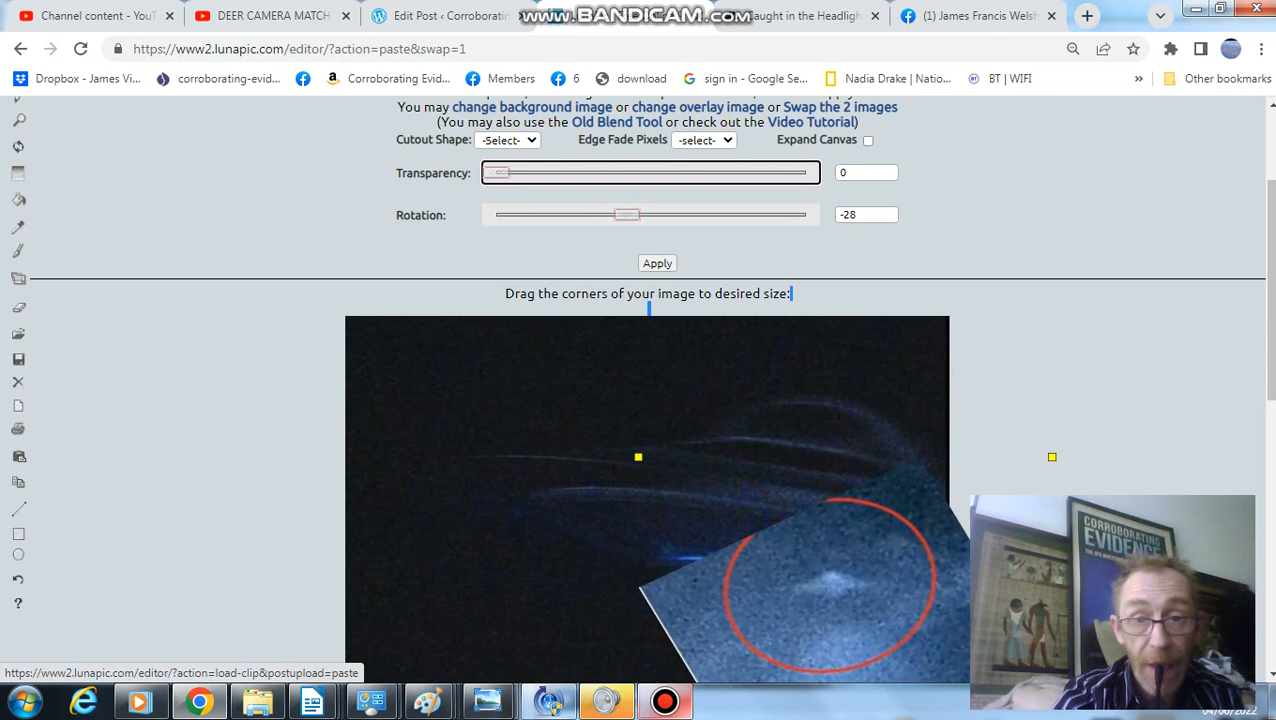 Channel content - YouT
DEER CAMERA MATCH
Edit Post ‹ Corroborati
www.BANDICAM.com
aught in the Headligh
(1) James Francis Welsh
https://www2.lunapic.com/editor/?action=paste&swap=1
Dropbox - James Vi...
corroborating-evid...
Corroborating Evid...
Members
6
download
sign in - Google Se...
Nadia Drake | Natio...
BT | WIFI
»
Other bookmarks
You may change background image or change overlay image or Swap the 2 images
(You may also use the Old Blend Tool or check out the Video Tutorial)
Cutout Shape: -Select- Edge Fade Pixels -select- Expand Canvas
Transparency: 0
Rotation: -28
Apply
Drag the corners of your image to desired size:
CORROBORATING
EVIDENCE
https://www2.lunapic.com/editor/?action=load-clip&postupload=paste
04/06/2022